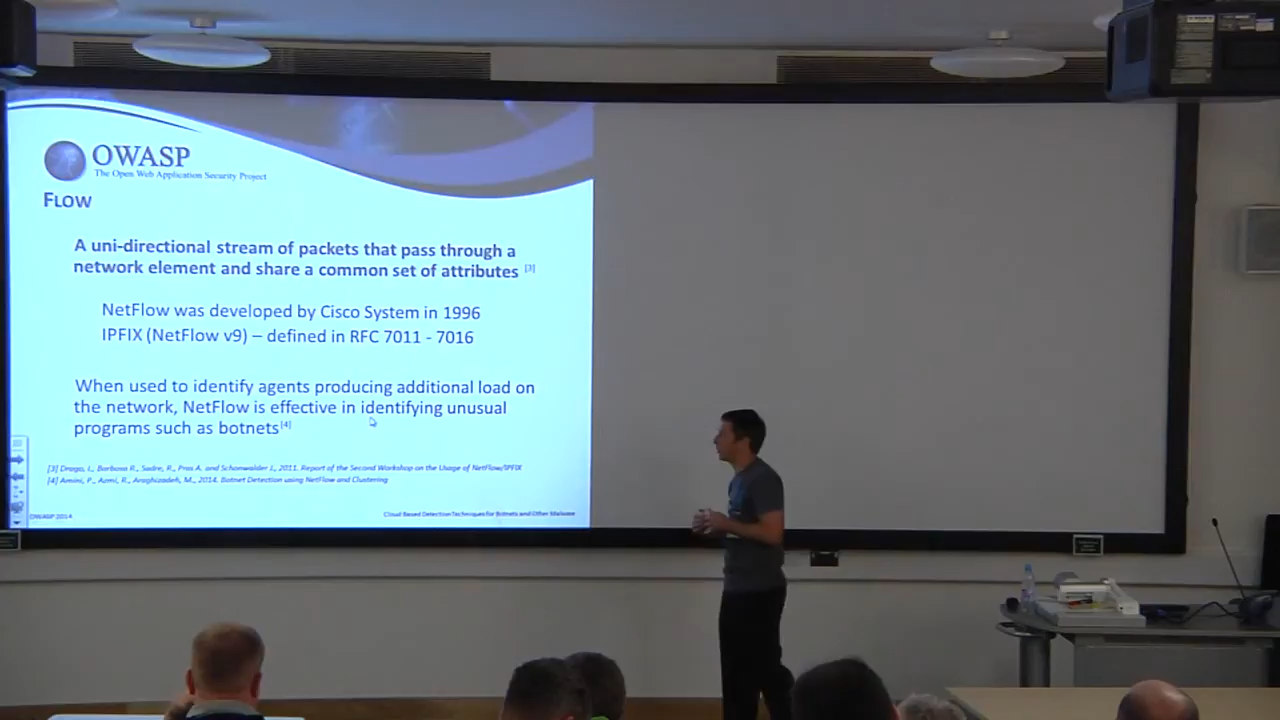 OWASP
The Open Web Application Security Project
FLOW
A uni-directional stream of packets that pass through a
network element and share a common set of attributes [3]
NetFlow was developed by Cisco System in 1996
IPFIX (NetFlow v9) – defined in RFC 7011 - 7016
When used to identify agents producing additional load on
the network, NetFlow is effective in identifying unusual
programs such as botnets[4]
[3] Drago, I., Barbosa R., Sadre, R., Pras A. and Schonwalder J., 2011. Report of the Second Workshop on the Usage of NetFlow/IPFIX
[4] Amini, P., Azmi, R., Araghizadeh, M., 2014. Botnet Detection using NetFlow and Clustering
OWASP 2014
Cloud Based Detection Techniques for Botnets and Other Malware